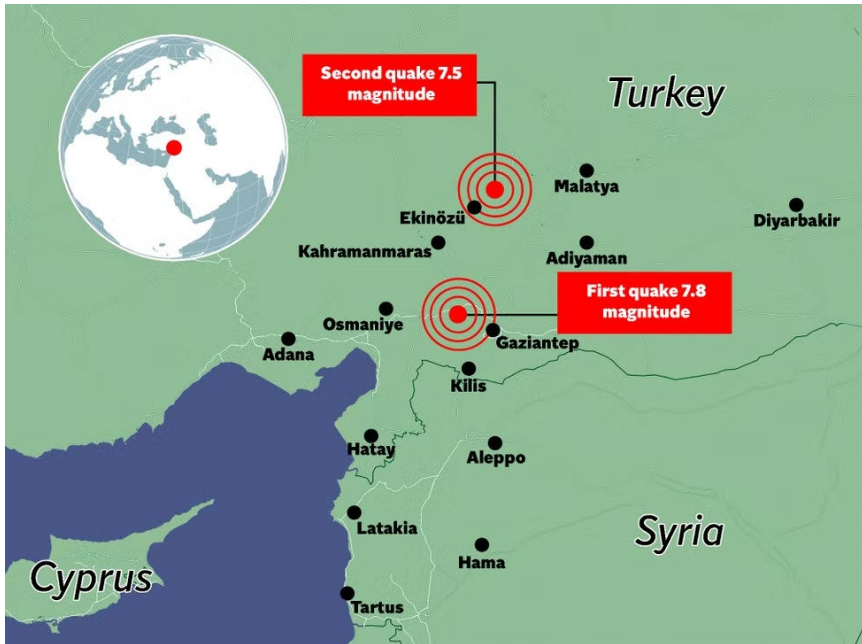 Second quake 7.5
magnitude
Turkey
Malatya
Ekinözü
Diyarbakir
Kahramanmaras
Adiyaman
First quake 7.8
magnitude
Osmaniye
Gaziantep
Adana
Kilis
Hatay
Aleppo
Latakia
Syria
Hama
Cyprus
Tartus